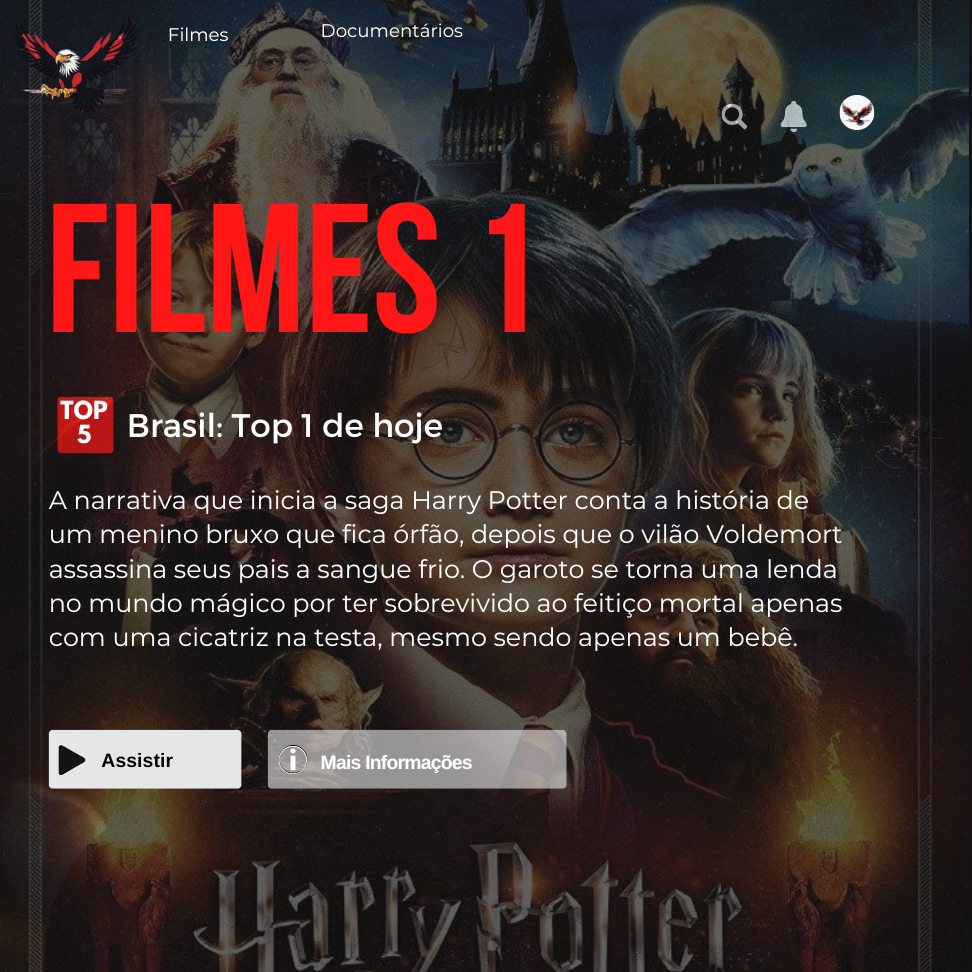 Filmes
Documentários
FILMES 1
TOP
5
Brasil: Top 1 de hoje
A narrativa que inicia a saga Harry Potter conta a história de
um menino bruxo que fica órfão, depois que o vilão Voldemort
assassina seus pais a sangue frio. O garoto se torna uma lenda
no mundo mágico por ter sobrevivido ao feitiço mortal apenas
com uma cicatriz na testa, mesmo sendo apenas um bebê.
Assistir
i
Mais Informações
Harry Potter